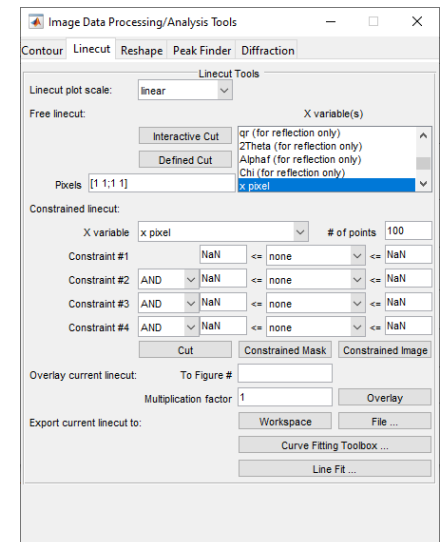 Image Data Processing/Analysis Tools
Contour Linecut Reshape Peak Finder Diffraction
Linecut Tools
Linecut plot scale: linear
Free linecut: X variable(s)
Interactive Cut
Defined Cut
qr (for reflection only)
2Theta (for reflection only)
Alphaf (for reflection only)
Chi (for reflection only)
x pixel
Pixels [1 1;1 1]
Constrained linecut:
X variable x pixel # of points 100
Constraint #1 NaN <= none <= NaN
Constraint #2 AND NaN <= none <= NaN
Constraint #3 AND NaN <= none <= NaN
Constraint #4 AND NaN <= none <= NaN
Cut Constrained Mask Constrained Image
Overlay current linecut: To Figure #
Multiplication factor 1 Overlay
Export current linecut to: Workspace File ...
Curve Fitting Toolbox ...
Line Fit ...